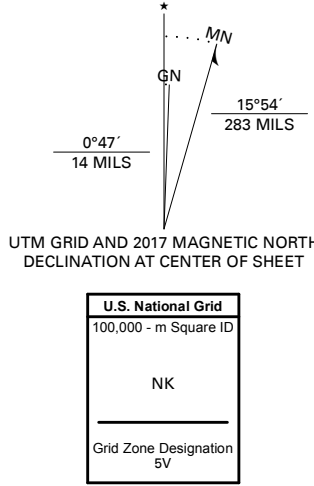 MN
GN
15°54´
283 MILS
0°47´
14 MILS
UTM GRID AND 2017 MAGNETIC NORTH
DECLINATION AT CENTER OF SHEET
U.S. National Grid
100,000 - m Square ID
NK
Grid Zone Designation
5V